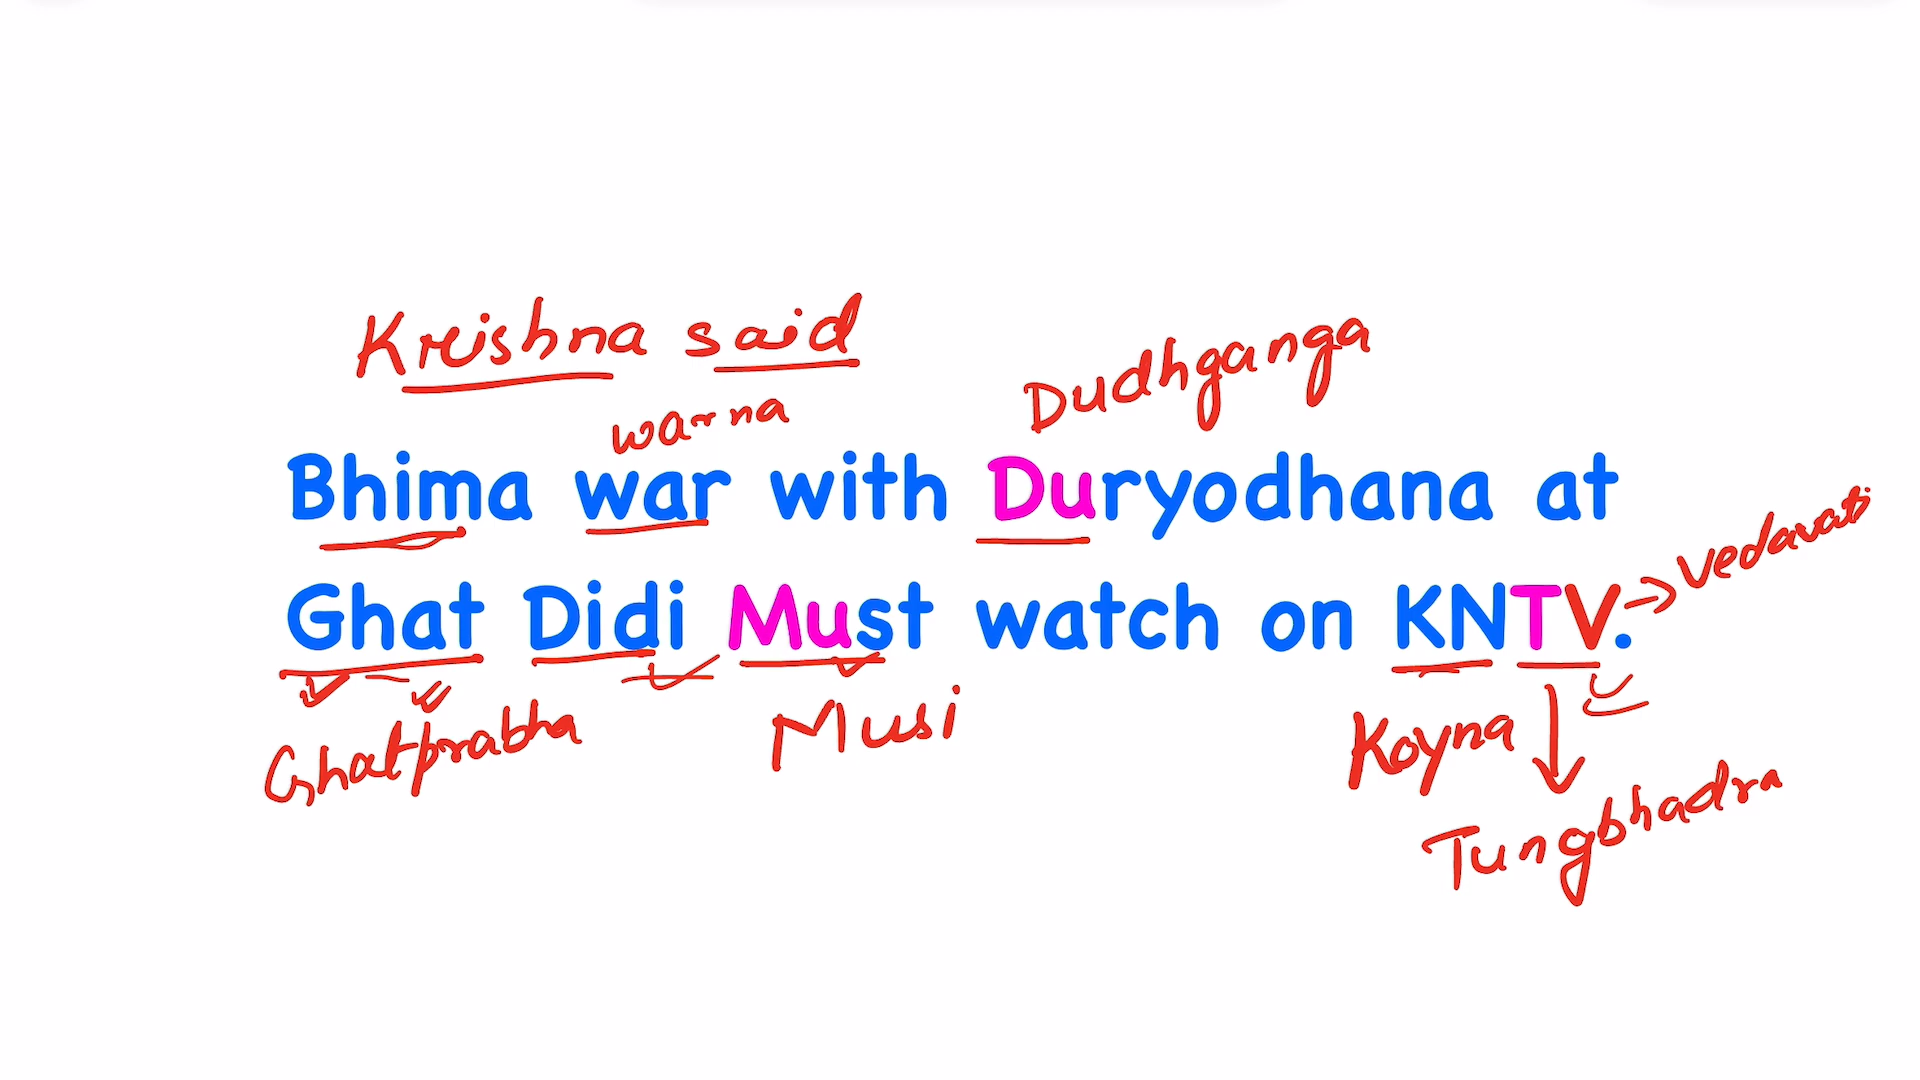 Krishna said
warna
Dudhganga
Bhima war with Duryodhana at
Ghat Didi Must watch on KNTV.
vedavati
Ghatprabha
Musi
Koyna
Tungbhadra